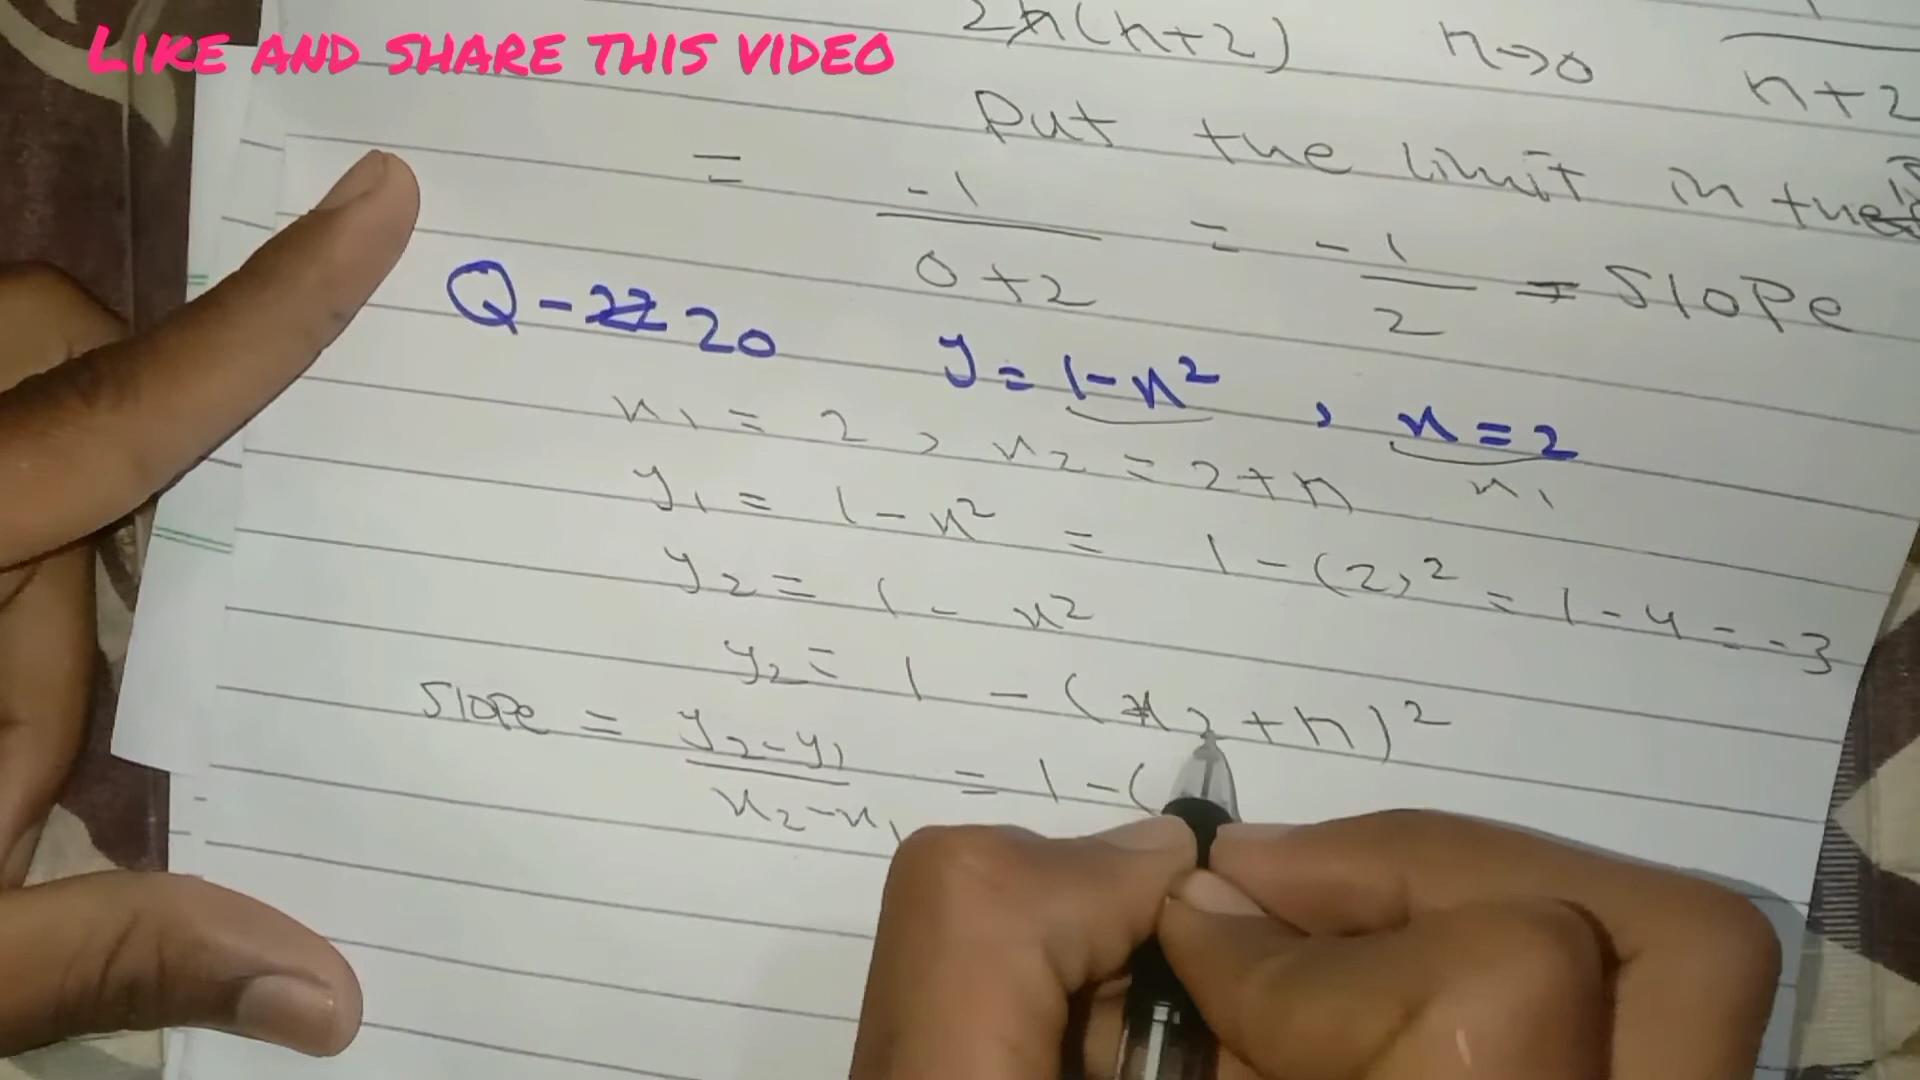 LIKE AND SHARE THIS VIDEO
2h(h+2) h→0 h+2
Put the limit in the
= -1/0+2 = -1/2 = Slope
Q-20 y = 1-x² , x = 2
x₁ = 2 , x₂ = 2+h x₁
y₁ = 1-x² = 1-(2)² = 1-4 = -3
y₂ = 1 - x²
y₂ = 1 - (2+h)²
Slope = y₂-y₁/x₂-x₁ = 1-(